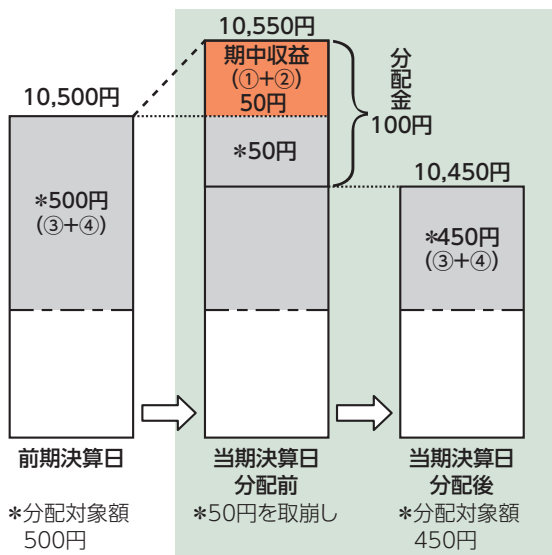 10,500円
*500円
(③+④)
前期決算日
*分配対象額
500円
10,550円
期中収益
(①+②)
50円
*50円
分配金
100円
当期決算日
分配前
*50円を取崩し
10,450円
*450円
(③+④)
当期決算日
分配後
*分配対象額
450円